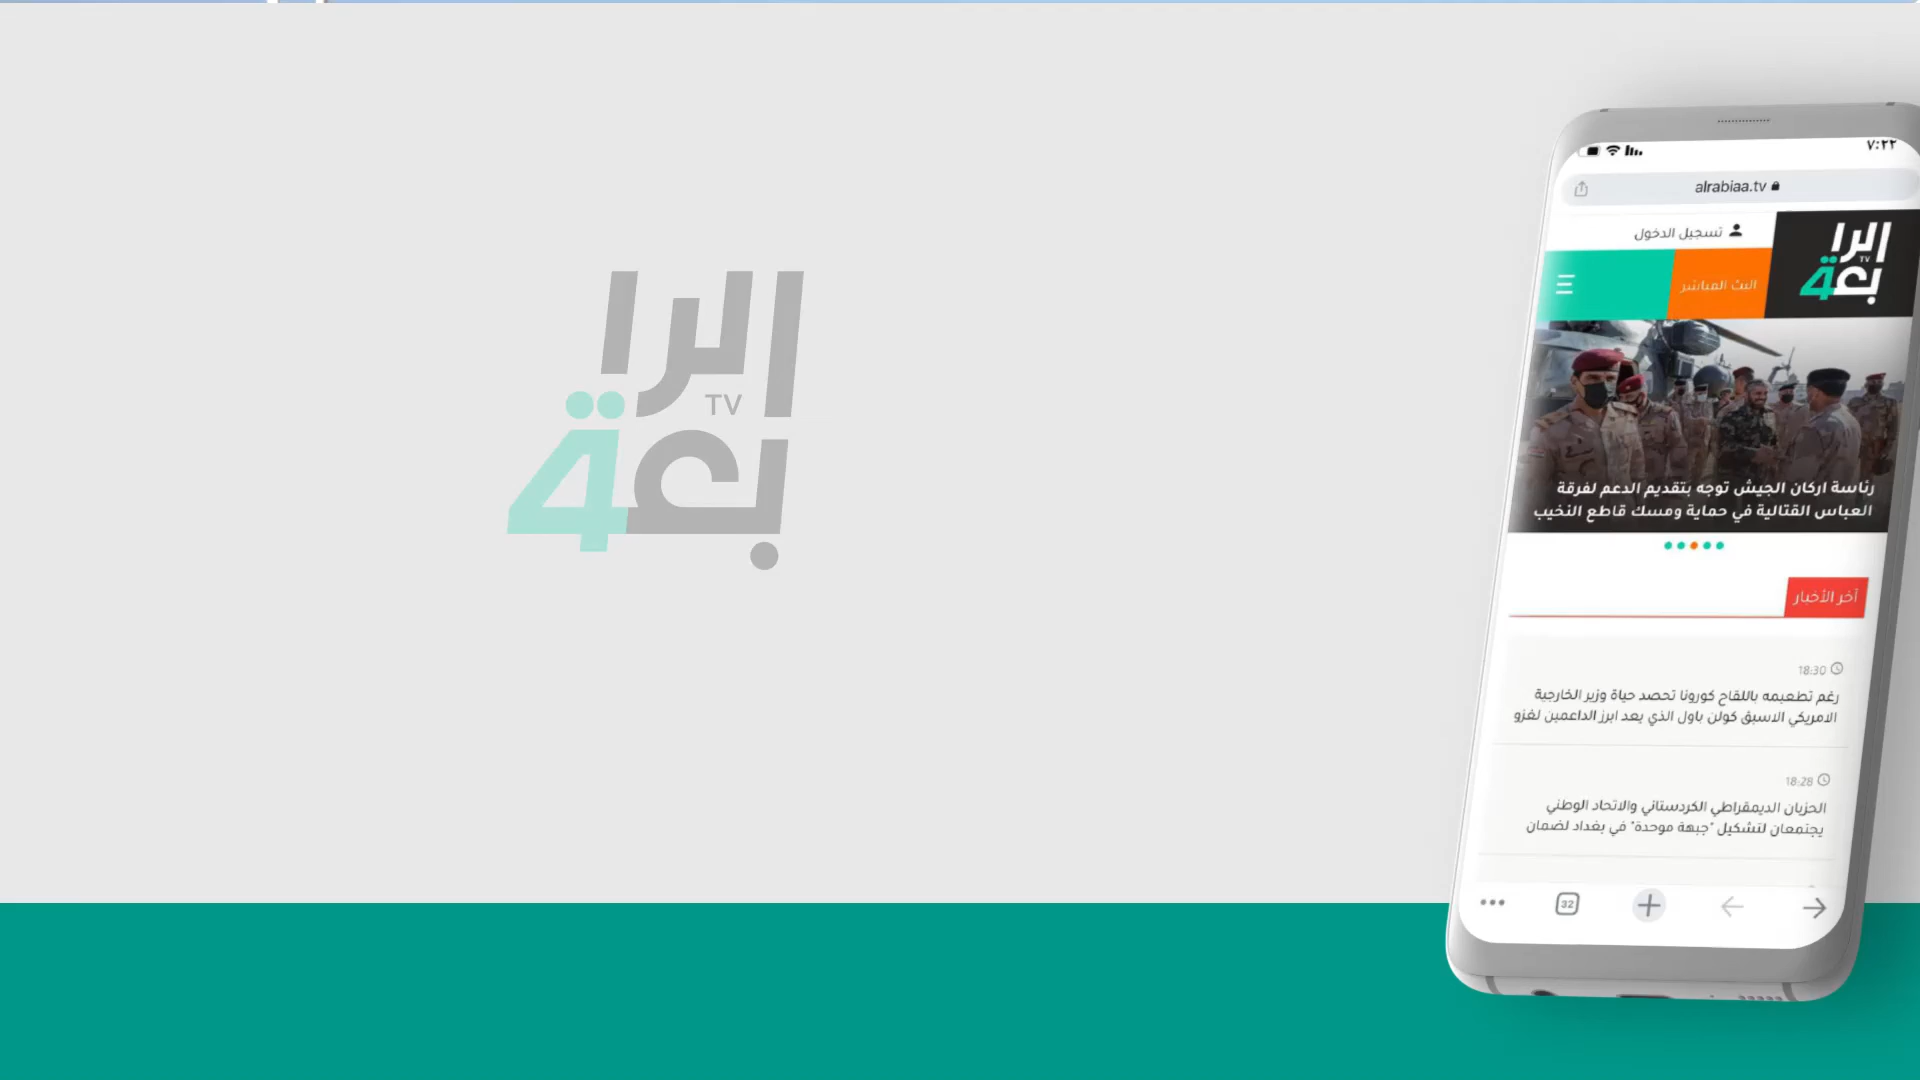 الرا
TV
بعة
٧:٢٢
alrabiaa.tv
تسجيل الدخول
الرا
TV
بعة
البث المباشر
رئاسة اركان الجيش توجه بتقديم الدعم لفرقة
العباس القتالية في حماية ومسك قاطع النخيب
آخر الأخبار
18:30
رغم تطعيمه باللقاح كورونا تحصد حياة وزير الخارجية
الامريكي الاسبق كولن باول الذي يعد ابرز الداعمين لغزو
18:28
الحزبان الديمقراطي الكردستاني والاتحاد الوطني
يجتمعان لتشكيل "جبهة موحدة" في بغداد لضمان
32